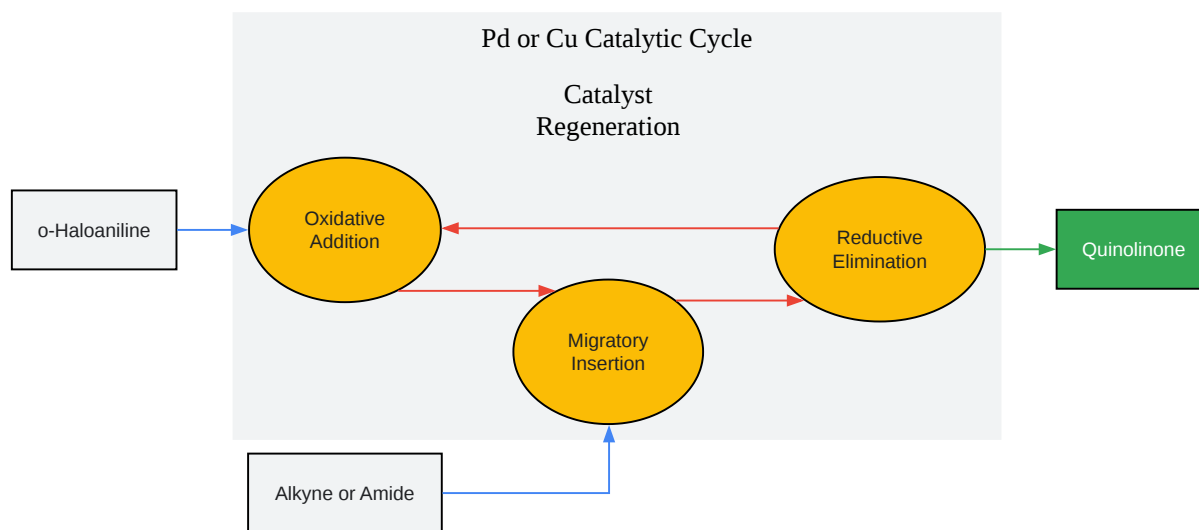 Pd or Cu Catalytic Cycle
Catalyst
Regeneration
o-Haloaniline
Oxidative
Addition
Reductive
Elimination
Quinolinone
Migratory
Insertion
Alkyne or Amide